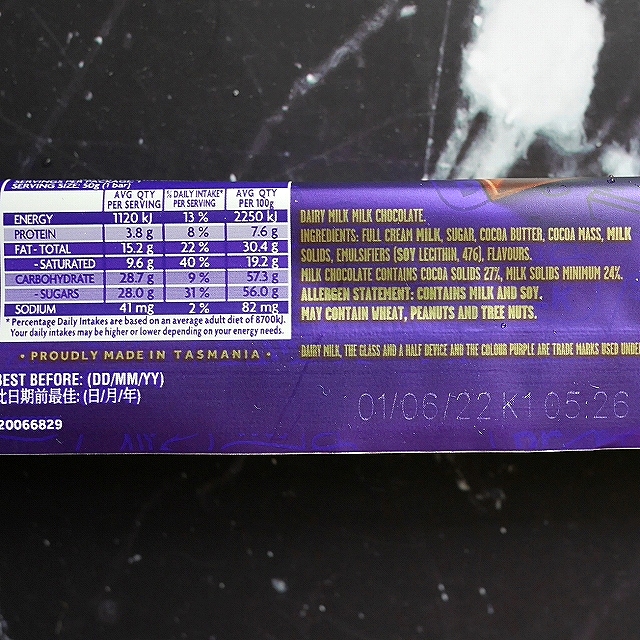 SERVINGS PER PACKAGE: 1
SERVING SIZE: 50g (1 bar)
AVG QTY PER SERVING % DAILY INTAKE* PER SERVING AVG QTY PER 100g
ENERGY 1120 kJ 13 % 2250 kJ
PROTEIN 3.8 g 8 % 7.6 g
FAT - TOTAL 15.2 g 22 % 30.4 g
- SATURATED 9.6 g 40 % 19.2 g
CARBOHYDRATE 28.7 g 9 % 57.3 g
- SUGARS 28.0 g 31 % 56.0 g
SODIUM 41 mg 2 % 82 mg
* Percentage Daily Intakes are based on an average adult diet of 8700kJ.
Your daily intakes may be higher or lower depending on your energy needs.
• PROUDLY MADE IN TASMANIA •
BEST BEFORE: (DD/MM/YY)
此日期前最佳: (日/月/年)
20066829
DAIRY MILK MILK CHOCOLATE.
INGREDIENTS: FULL CREAM MILK, SUGAR, COCOA BUTTER, COCOA MASS, MILK
SOLIDS, EMULSIFIERS (SOY LECITHIN, 476), FLAVOURS.
MILK CHOCOLATE CONTAINS COCOA SOLIDS 27%, MILK SOLIDS MINIMUM 24%.
ALLERGEN STATEMENT: CONTAINS MILK AND SOY.
MAY CONTAIN WHEAT, PEANUTS AND TREE NUTS.
DAIRY MILK, THE GLASS AND A HALF DEVICE AND THE COLOUR PURPLE ARE TRADE MARKS USED UNDE
01/06/22 K1 05:26